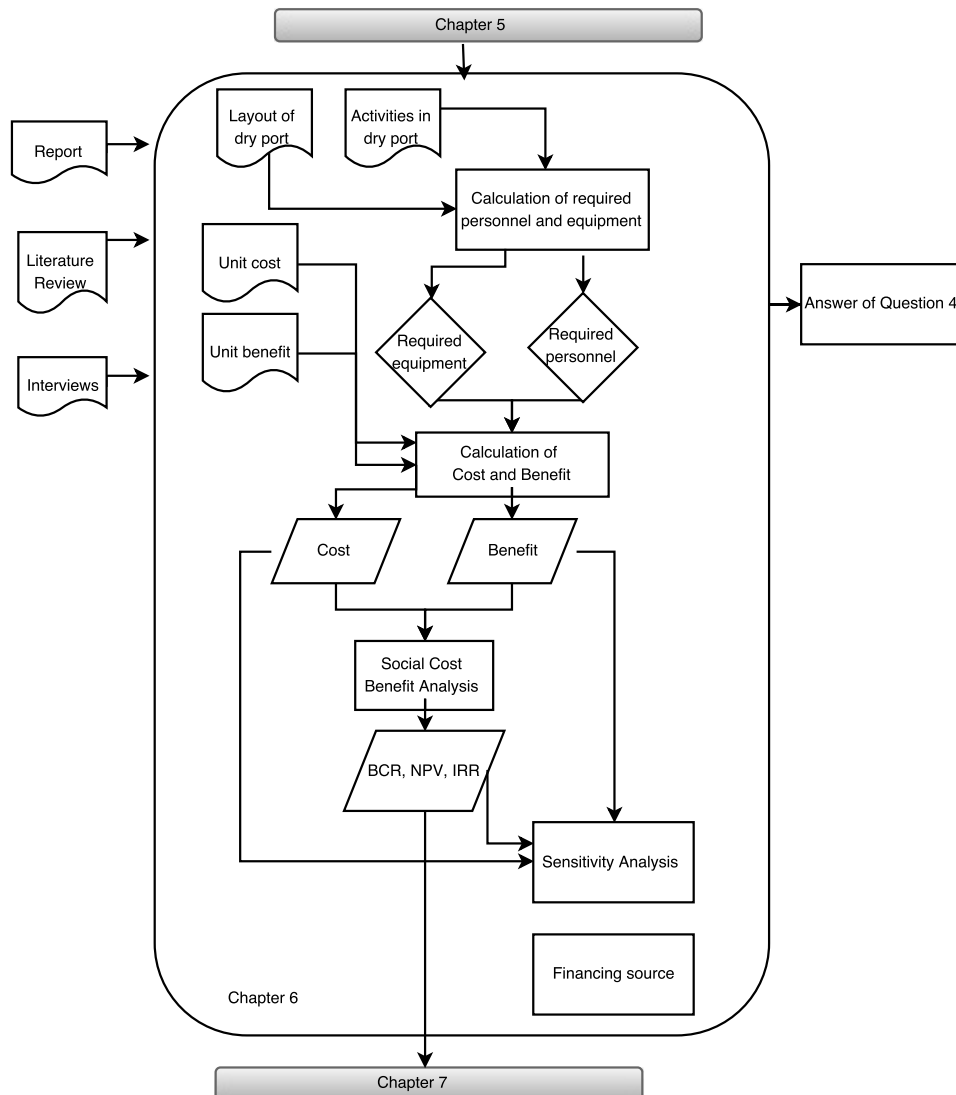 Chapter 5
Layout of
dry port
Activities in
dry port
Report
Calculation of required
personnel and equipment
Literature
Review
Unit cost
Answer of Question 4
Unit benefit
Required
equipment
Required
personnel
Interviews
Calculation of
Cost and Benefit
Cost
Benefit
Social Cost
Benefit Analysis
BCR, NPV, IRR
Sensitivity Analysis
Financing source
Chapter 6
Chapter 7